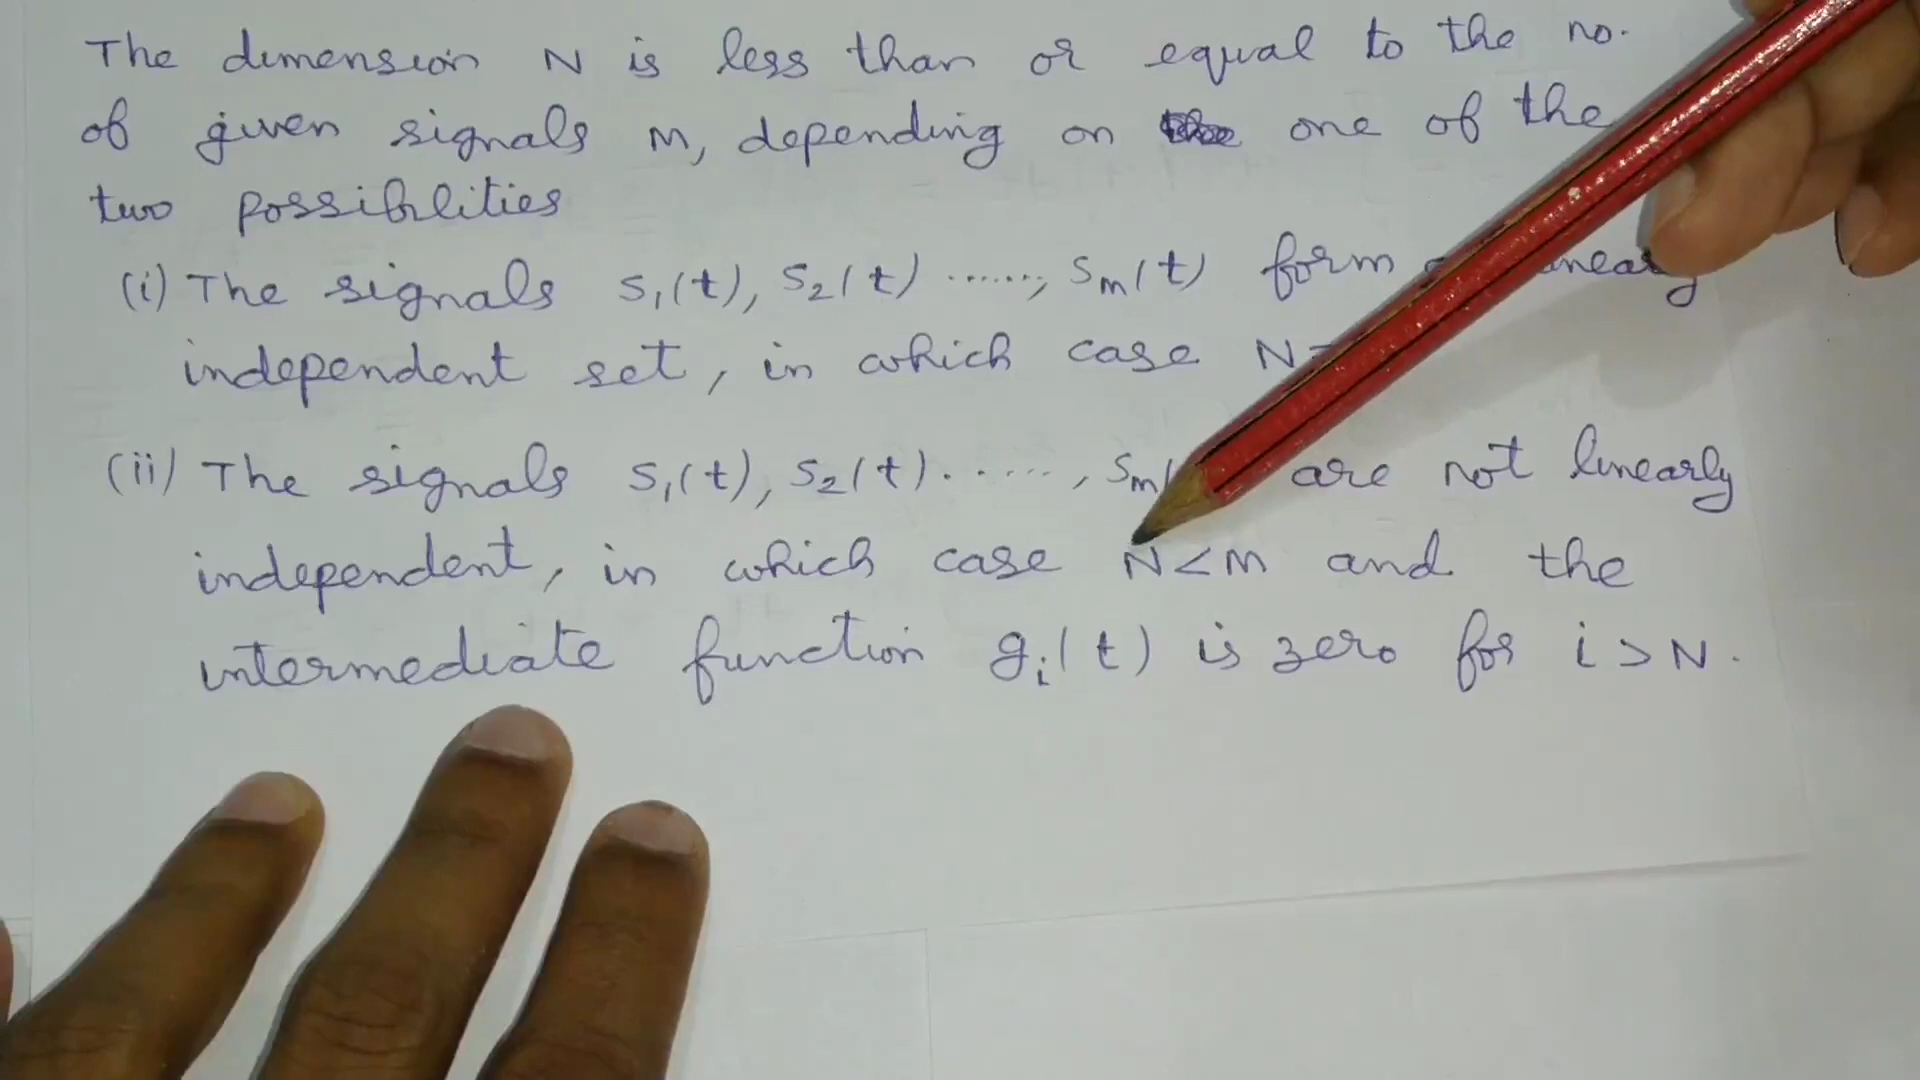 The dimension N is less than or equal to the no.
of given signals M, depending on one of the
two possibilities
(i) The signals s₁(t), s₂(t) ......, sₘ(t) form
independent set, in which case N=
(ii) The signals s₁(t), s₂(t)......, sₘ( are not linearly
independent, in which case N<M and the
intermediate function gᵢ(t) is zero for i>N.